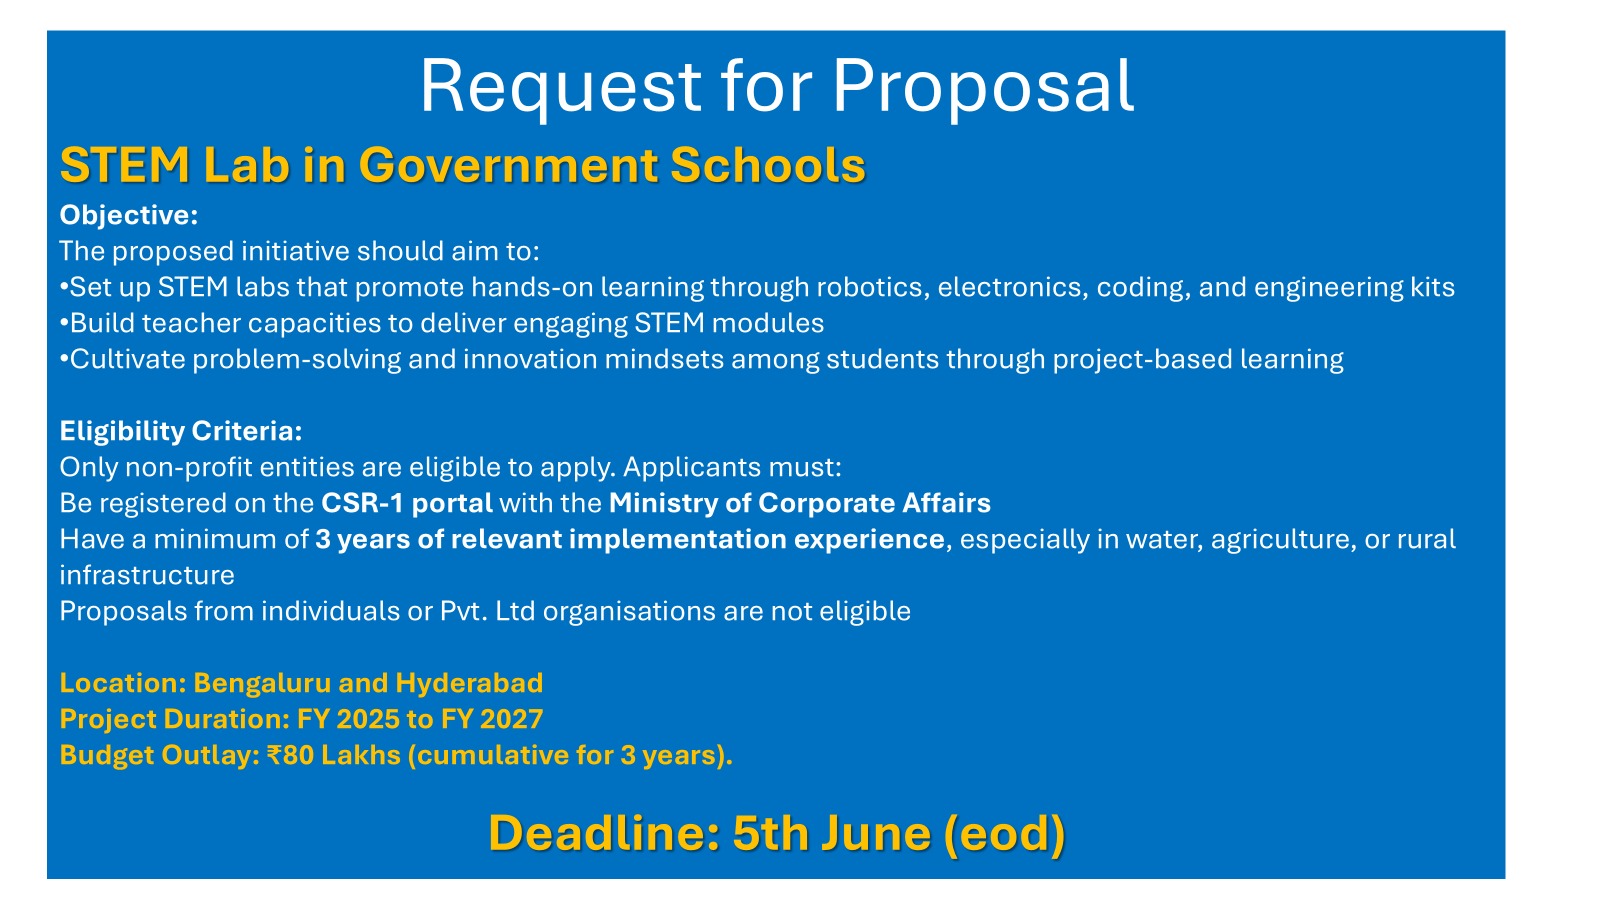 Request for Proposal
STEM Lab in Government Schools
Objective:
The proposed initiative should aim to:
•Set up STEM labs that promote hands-on learning through robotics, electronics, coding, and engineering kits
•Build teacher capacities to deliver engaging STEM modules
•Cultivate problem-solving and innovation mindsets among students through project-based learning
Eligibility Criteria:
Only non-profit entities are eligible to apply. Applicants must:
Be registered on the CSR-1 portal with the Ministry of Corporate Affairs
Have a minimum of 3 years of relevant implementation experience, especially in water, agriculture, or rural
infrastructure
Proposals from individuals or Pvt. Ltd organisations are not eligible
Location: Bengaluru and Hyderabad
Project Duration: FY 2025 to FY 2027
Budget Outlay: ₹80 Lakhs (cumulative for 3 years).
Deadline: 5th June (eod)